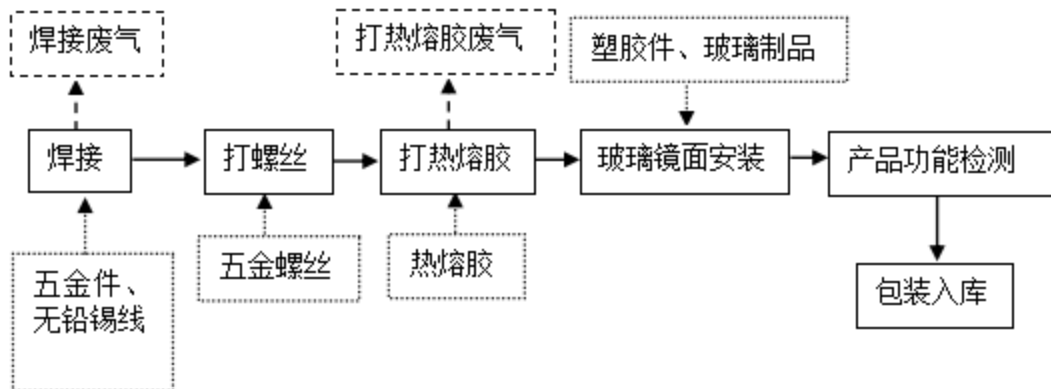 焊接废气
打热熔胶废气
塑胶件、玻璃制品
焊接
打螺丝
打热熔胶
玻璃镜面安装
产品功能检测
五金件、
无铅锡线
五金螺丝
热熔胶
包装入库